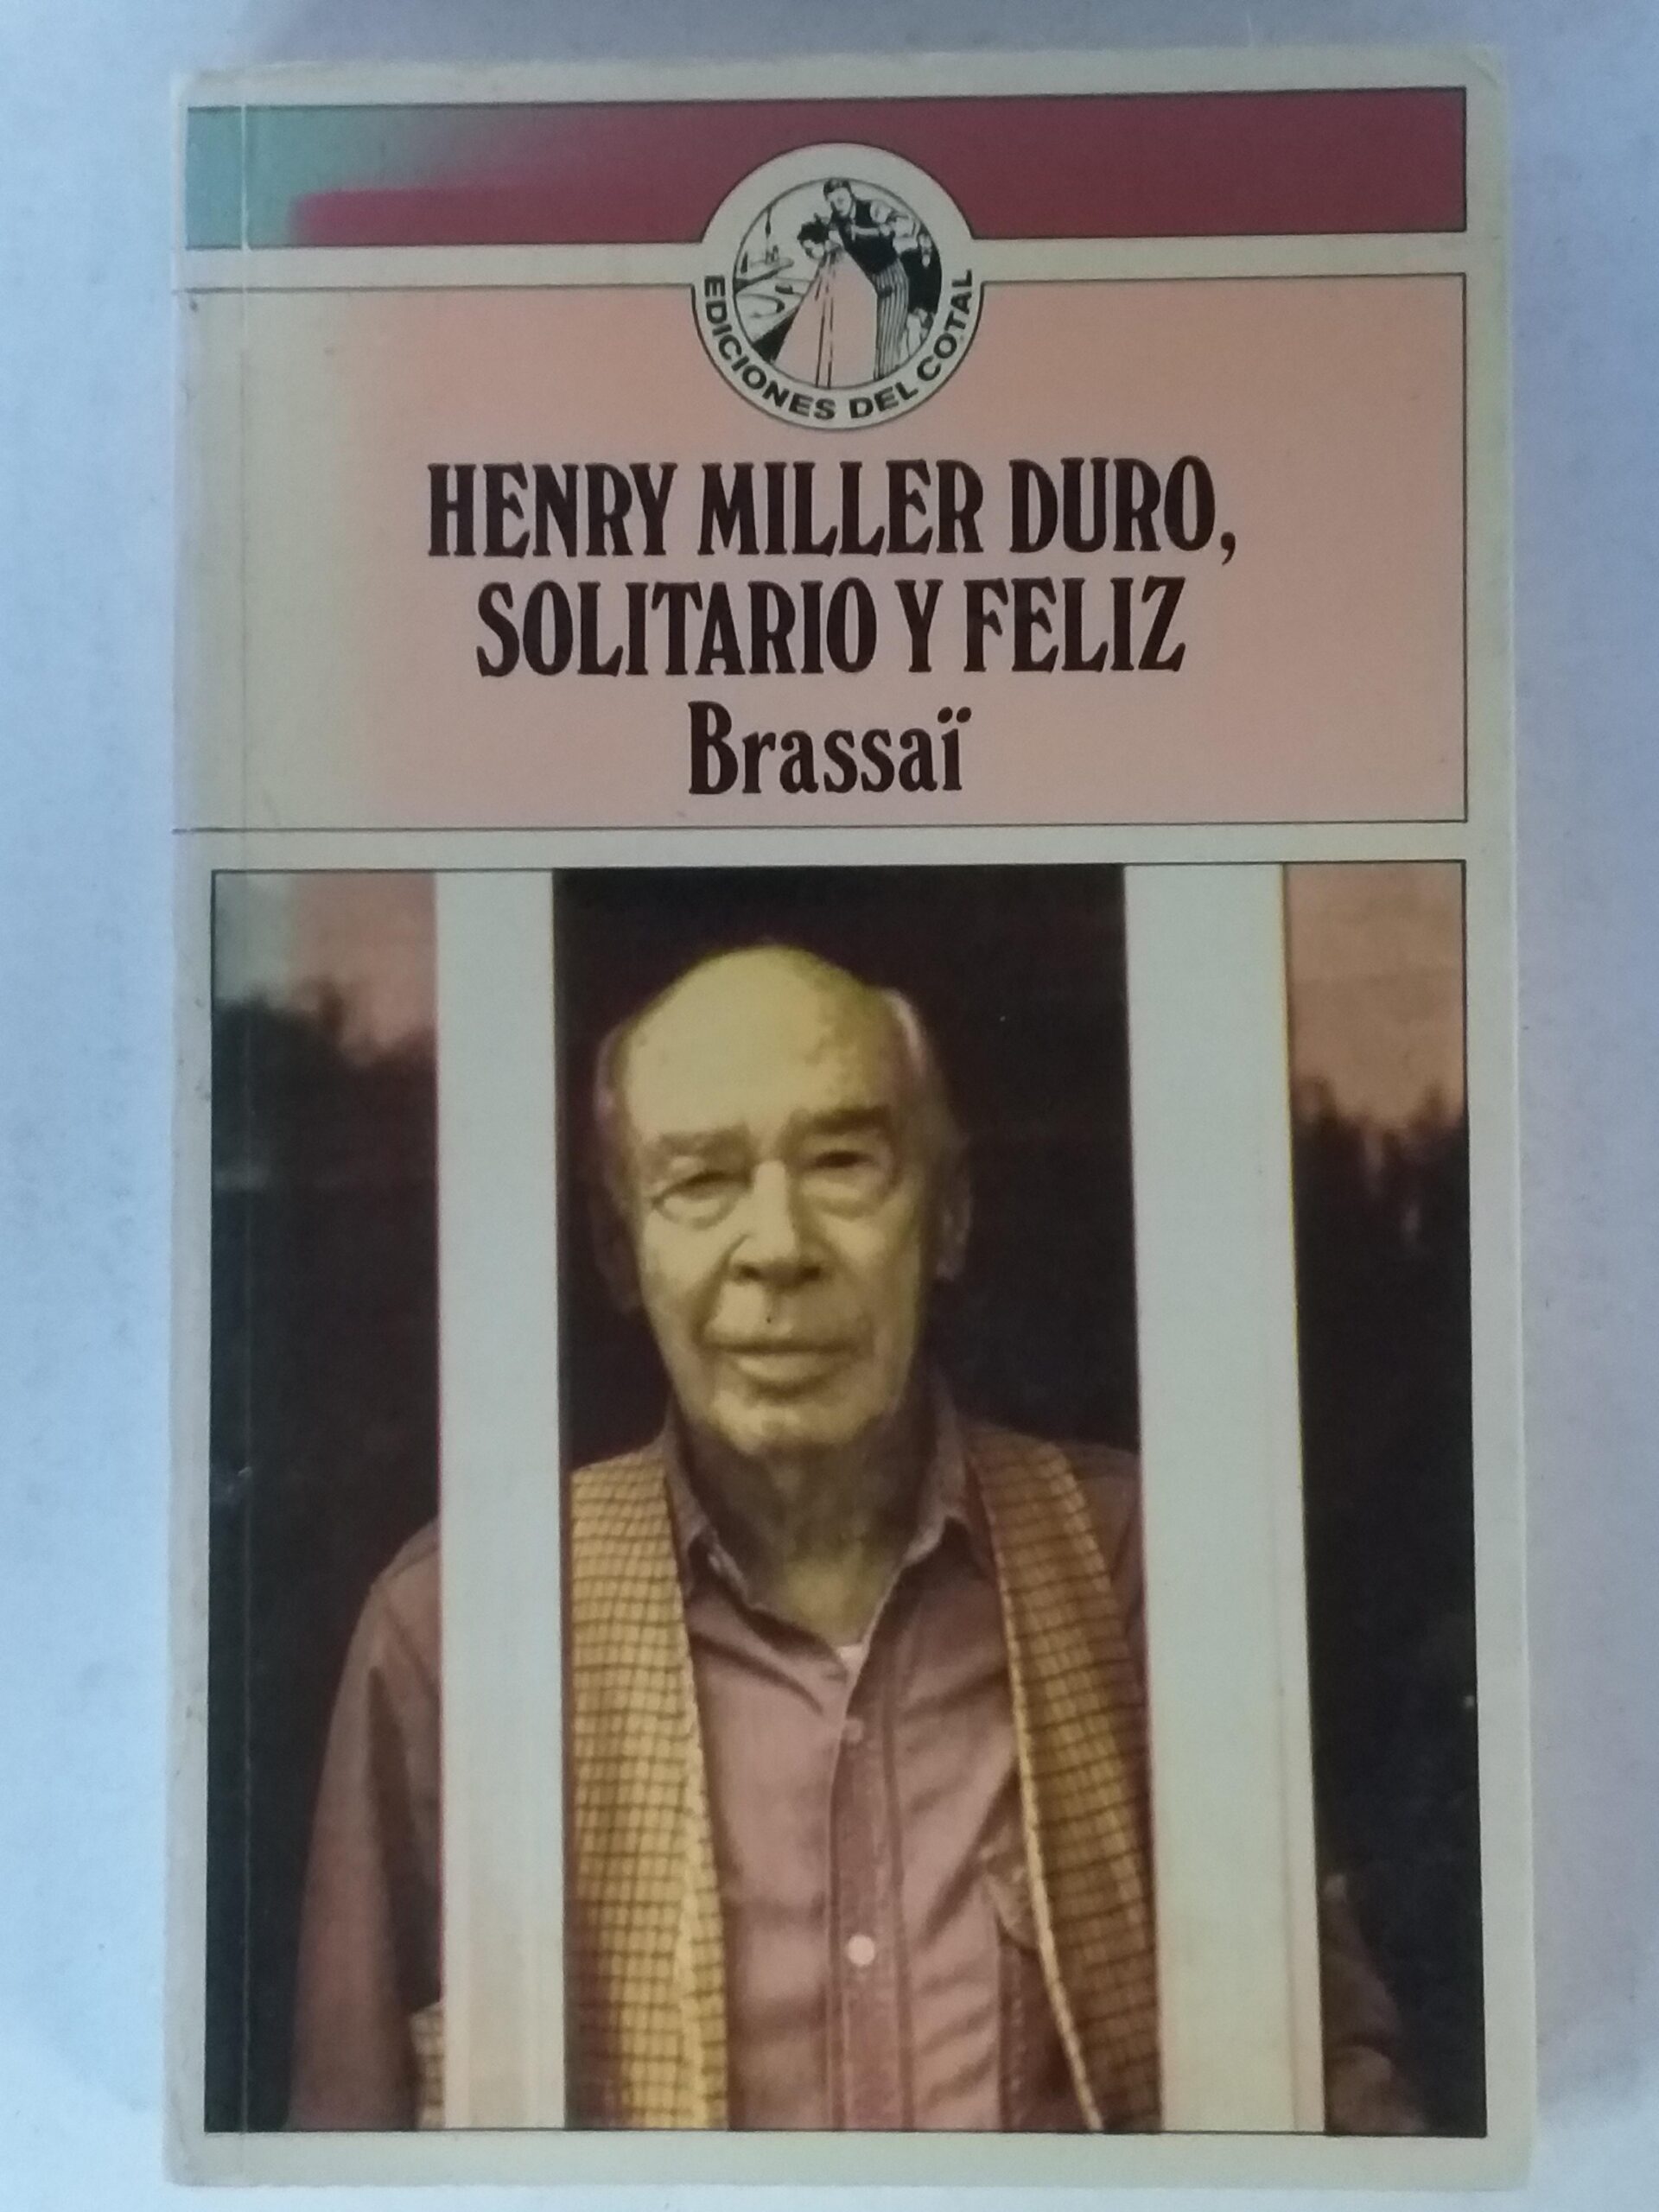 EDICIONES DEL COTAL
HENRY MILLER DURO,
SOLITARIO Y FELIZ
Brassaï